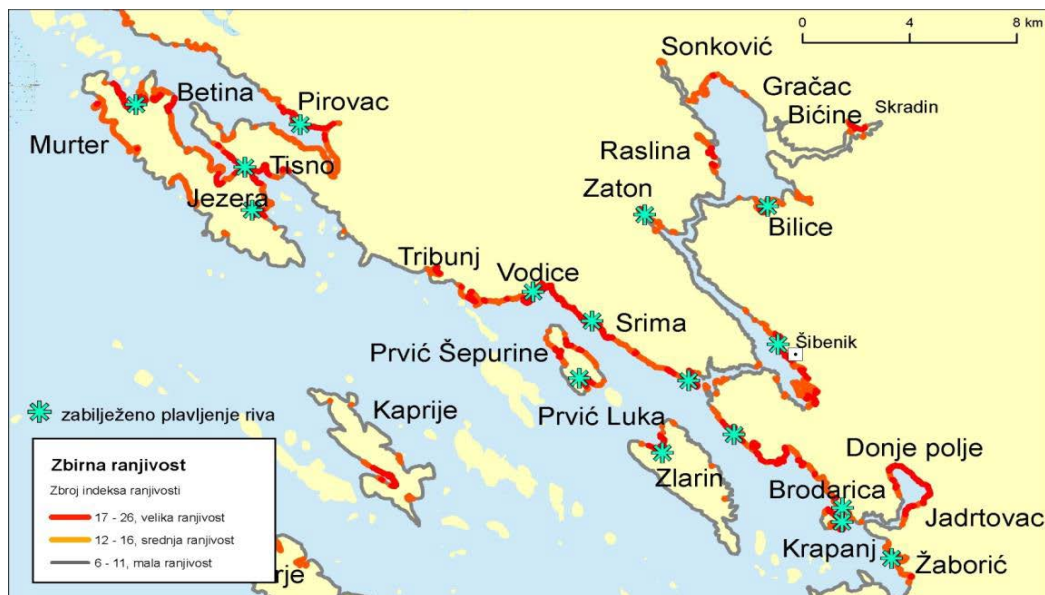 0 4 8 km
Sonković
Gračac
Bićine
Skradin
Betina
Pirovac
Murter
Tisno
Raslina
Jezera
Zaton
Bilice
Tribunj
Vodice
Srima
Šibenik
Prvić Šepurine
Kaprije
Prvić Luka
zabilježeno plavljenje riva
Donje polje
Zlarin
Brodarica
Jadrtovac
Krapanj
Žaborić
Zbirna ranjivost
Zbroj indeksa ranjivosti
17 - 26, velika ranjivost
12 - 16, srednja ranjivost
6 - 11, mala ranjivost
rje